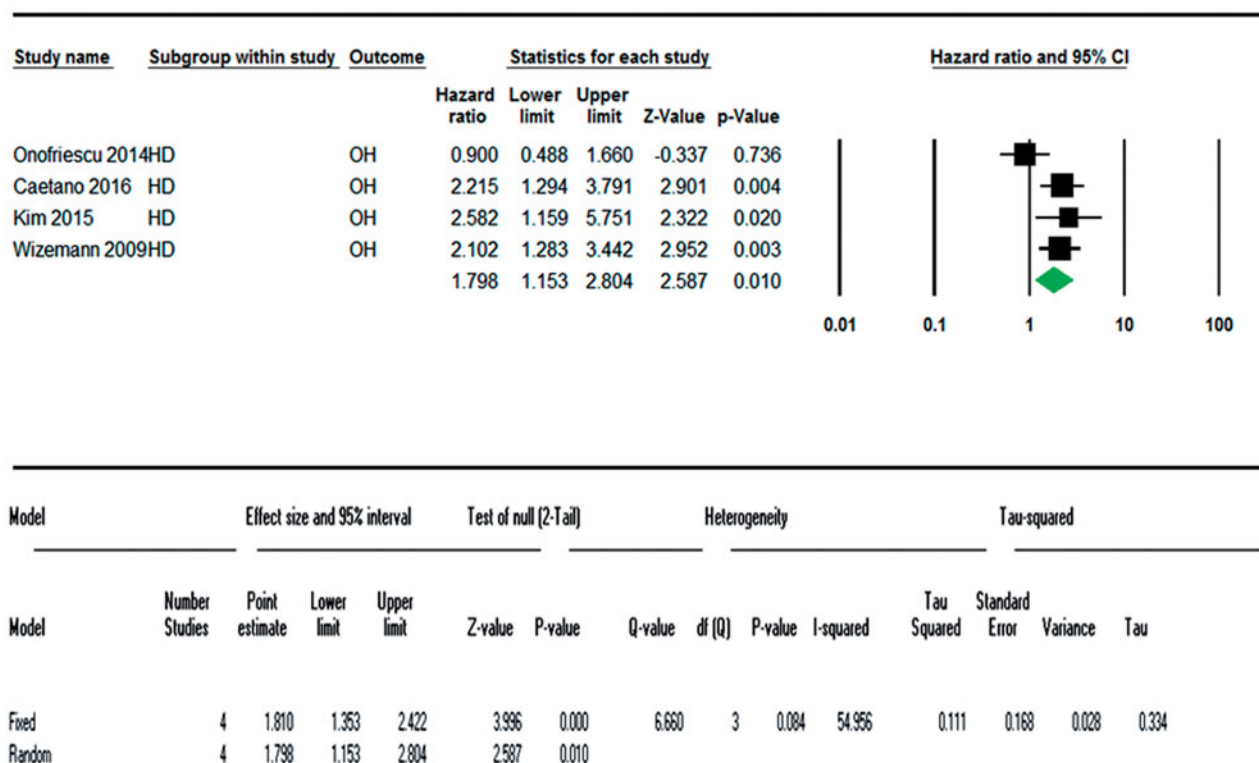 Study name Subgroup within study Outcome Statistics for each study Hazard ratio and 95% CI
Hazard Lower Upper
ratio limit limit Z-Value p-Value
Onofriescu 2014HD OH 0.900 0.488 1.660 -0.337 0.736
Caetano 2016 HD OH 2.215 1.294 3.791 2.901 0.004
Kim 2015 HD OH 2.582 1.159 5.751 2.322 0.020
Wizemann 2009HD OH 2.102 1.283 3.442 2.952 0.003
1.798 1.153 2.804 2.587 0.010
0.01 0.1 1 10 100
Model Effect size and 95% interval Test of null (2-Tail) Heterogeneity Tau-squared
Number Point Lower Upper Tau Standard
Model Studies estimate limit limit Z-value P-value Q-value df (Q) P-value I-squared Squared Error Variance Tau
Fixed 4 1.810 1.353 2.422 3.996 0.000 6.660 3 0.084 54.956 0.111 0.168 0.028 0.334
Random 4 1.798 1.153 2.804 2.587 0.010